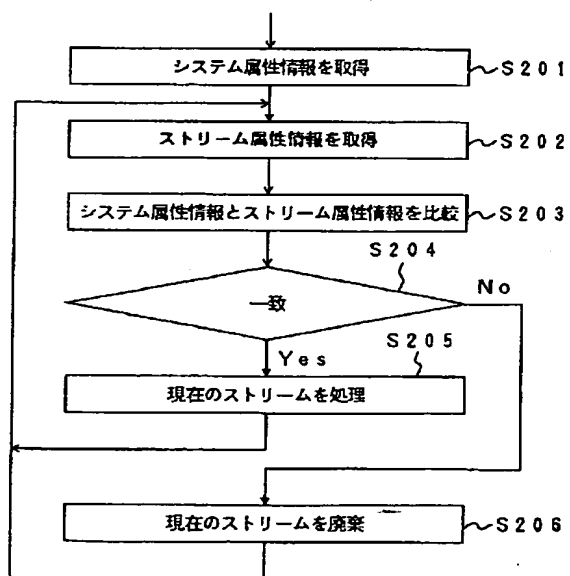 システム属性情報を取得 S201
ストリーム属性情報を取得 S202
システム属性情報とストリーム属性情報を比較 S203
S204
一致
No
Yes
S205
現在のストリームを処理
現在のストリームを廃棄 S206